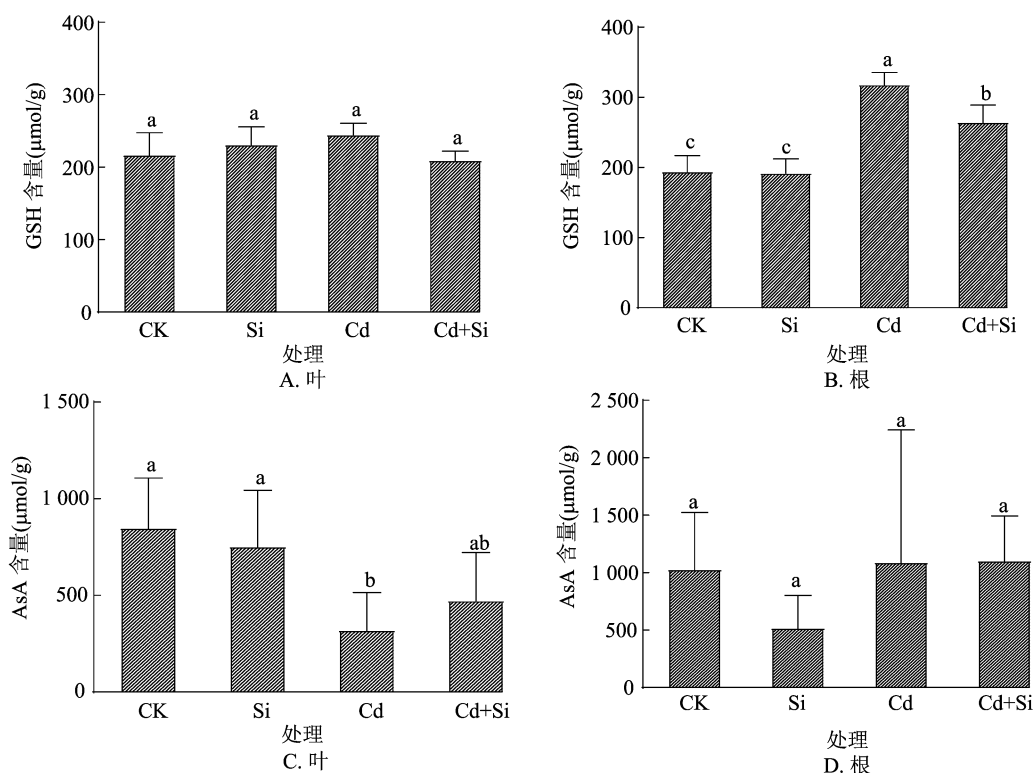 GSH 含量(μmol/g)
400
300
200
100
0
a
a
a
a
CK
Si
Cd
Cd+Si
处理
A. 叶
GSH 含量(μmol/g)
400
300
200
100
0
c
c
a
b
CK
Si
Cd
Cd+Si
处理
B. 根
AsA 含量(μmol/g)
1 500
1 000
500
0
a
a
b
ab
CK
Si
Cd
Cd+Si
处理
C. 叶
AsA 含量(μmol/g)
2 500
2 000
1 500
1 000
500
0
a
a
a
a
CK
Si
Cd
Cd+Si
处理
D. 根